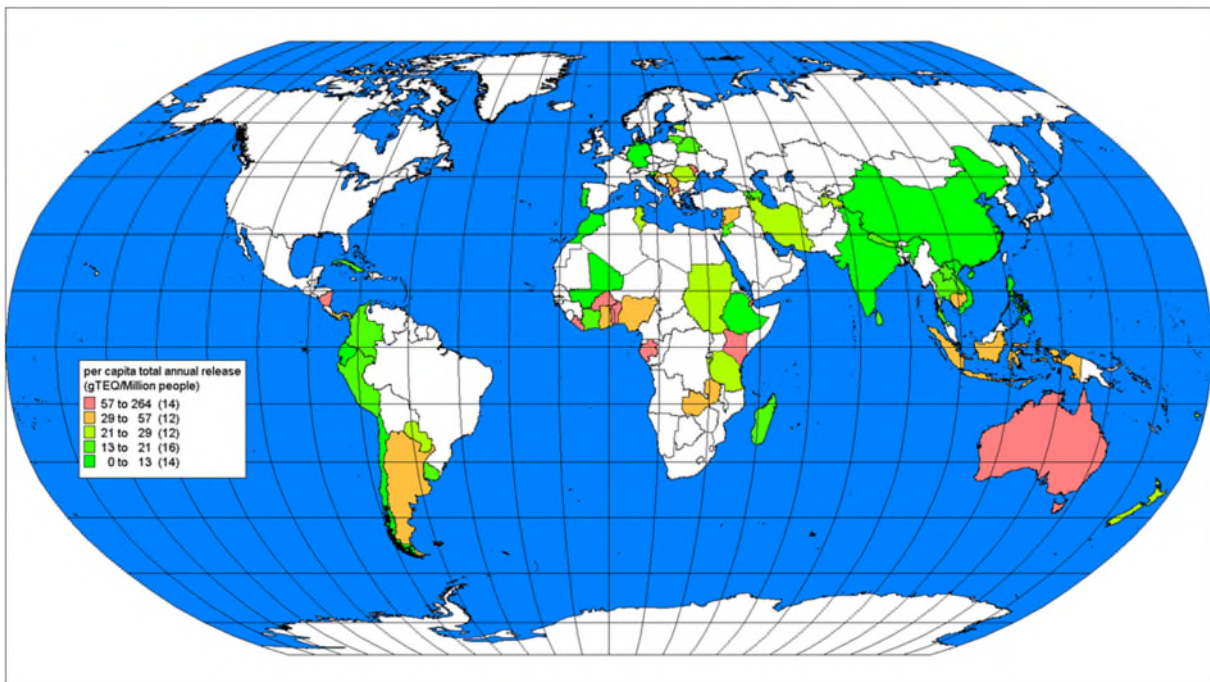 per capita total annual release
(gTEQ/Million people)
57 to 264 (14)
29 to 57 (12)
21 to 29 (12)
13 to 21 (16)
0 to 13 (14)